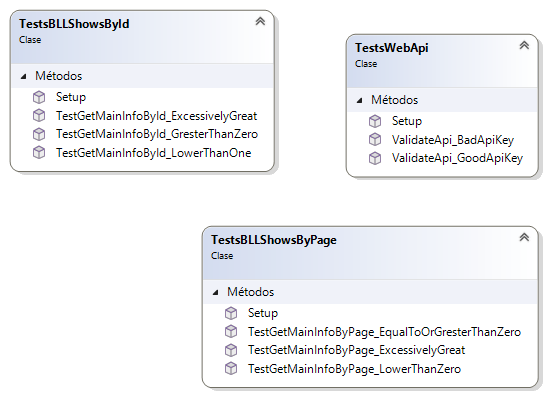 TestsBLLShowsById
Clase
Métodos
Setup
TestGetMainInfoById_ExcessivelyGreat
TestGetMainInfoById_GresterThanZero
TestGetMainInfoById_LowerThanOne
TestsWebApi
Clase
Métodos
Setup
ValidateApi_BadApiKey
ValidateApi_GoodApiKey
TestsBLLShowsByPage
Clase
Métodos
Setup
TestGetMainInfoByPage_EqualToOrGresterThanZero
TestGetMainInfoByPage_ExcessivelyGreat
TestGetMainInfoByPage_LowerThanZero